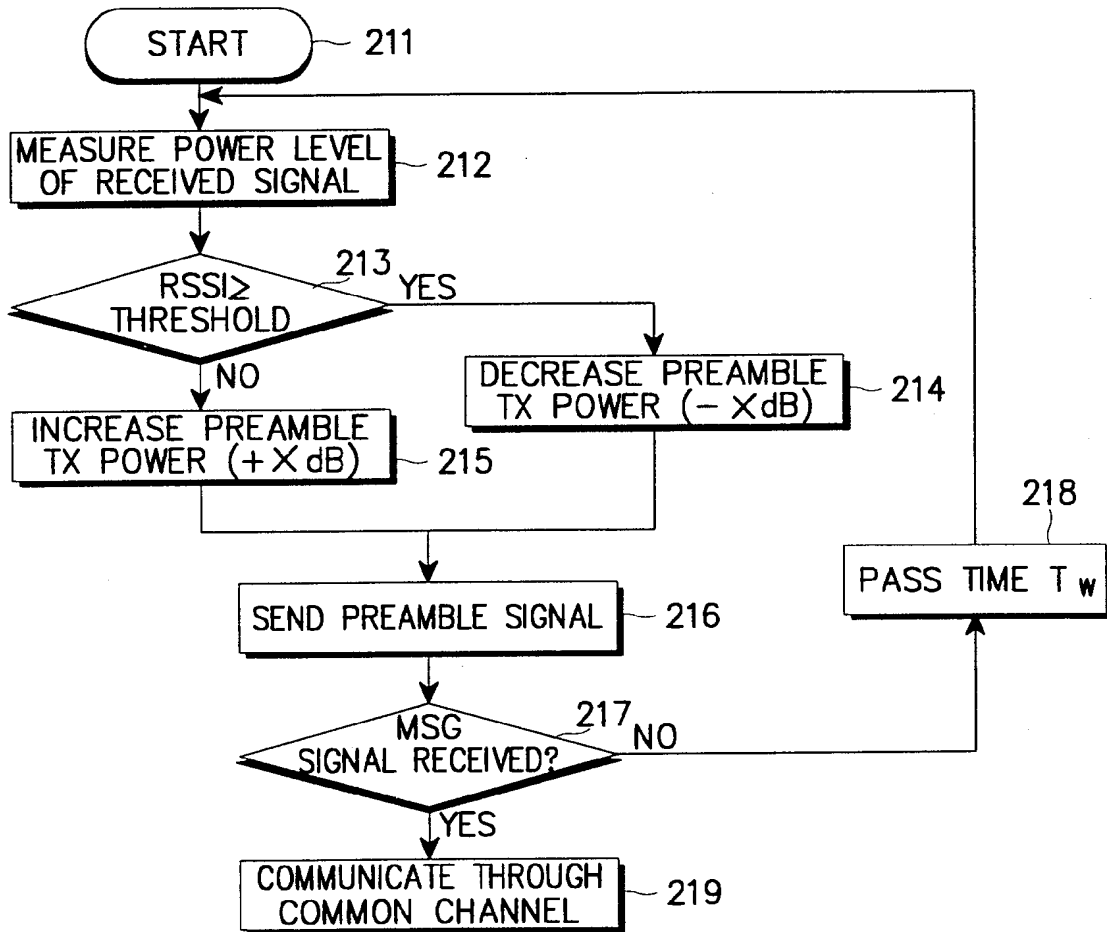 START
211
MEASURE POWER LEVEL
OF RECEIVED SIGNAL
212
213
RSSI≥
THRESHOLD
YES
NO
DECREASE PREAMBLE
TX POWER (− X dB)
214
INCREASE PREAMBLE
TX POWER (+ X dB)
215
218
PASS TIME T W
SEND PREAMBLE SIGNAL
216
217
MSG
SIGNAL RECEIVED?
NO
YES
COMMUNICATE THROUGH
COMMON CHANNEL
219